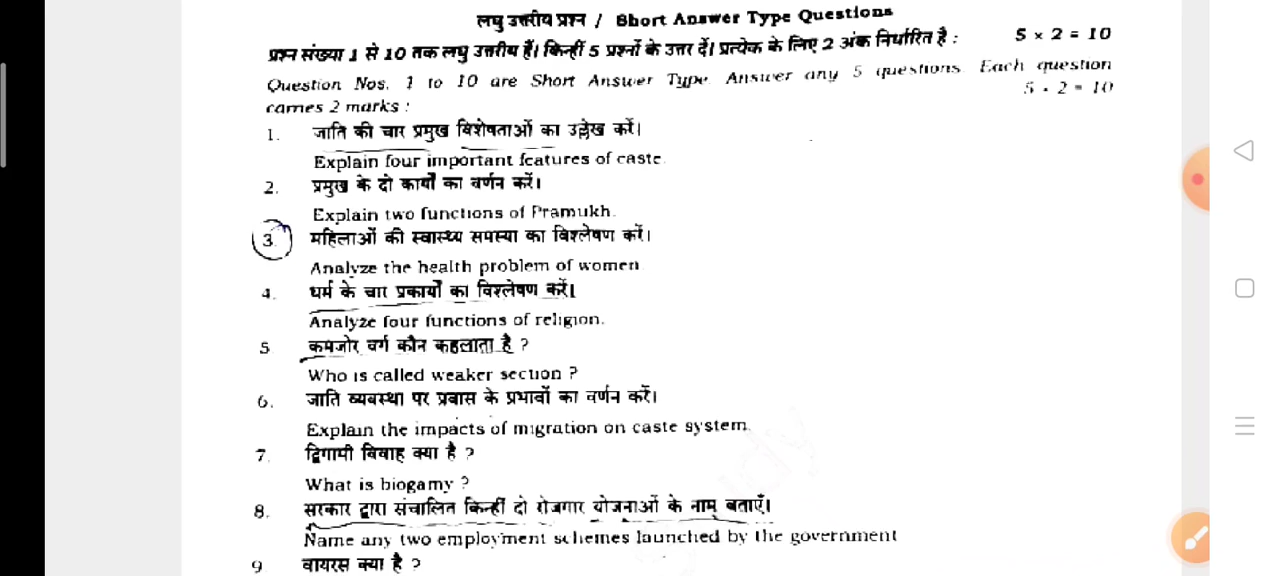 लघु उत्तरीय प्रश्न / Short Answer Type Questions
प्रश्न संख्या 1 से 10 तक लघु उत्तरीय हैं। किन्हीं 5 प्रश्नों के उत्तर दें। प्रत्येक के लिए 2 अंक निर्धारित है : 5 × 2 = 10
Question Nos. 1 to 10 are Short Answer Type. Answer any 5 questions. Each question
carries 2 marks : 5 × 2 = 10
1. जाति की चार प्रमुख विशेषताओं का उल्लेख करें।
Explain four important features of caste.
2. प्रमुख के दो कार्यों का वर्णन करें।
Explain two functions of Pramukh.
3. महिलाओं की स्वास्थ्य समस्या का विश्लेषण करें।
Analyze the health problem of women
4. धर्म के चार प्रकार्यों का विश्लेषण करें।
Analyze four functions of religion.
5 कमजोर वर्ग कौन कहलाता है ?
Who is called weaker section ?
6. जाति व्यवस्था पर प्रवास के प्रभावों का वर्णन करें।
Explain the impacts of migration on caste system.
7. द्विगामी विवाह क्या है ?
What is biogamy ?
8. सरकार द्वारा संचालित किन्हीं दो रोजगार योजनाओं के नाम बताएँ।
Name any two employment schemes launched by the government
9 वायरस क्या है ?